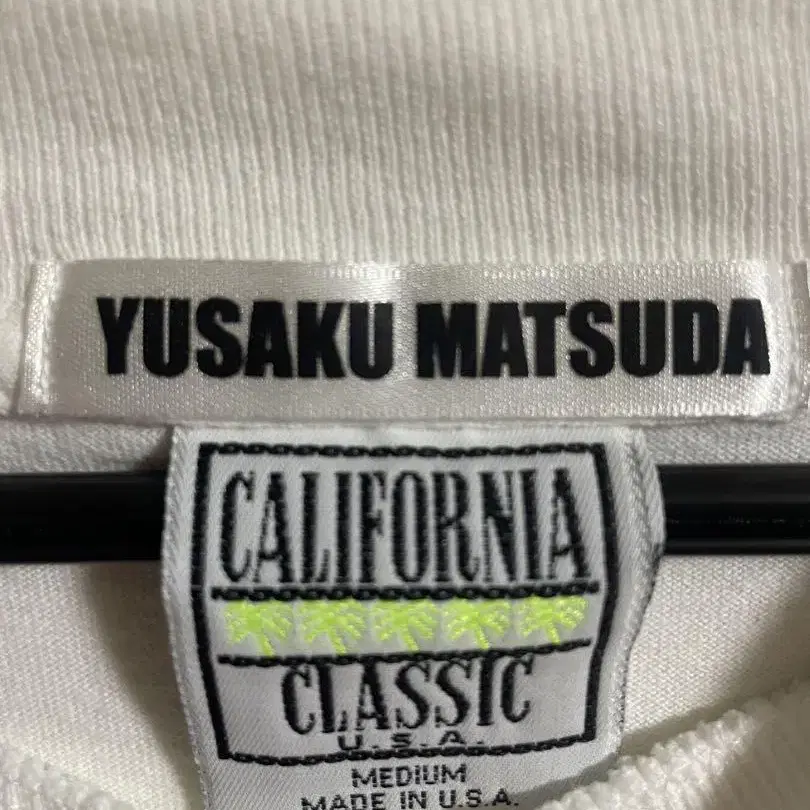 YUSAKU MATSUDA
CALIFORNIA
CLASSIC
U.S.A.
MEDIUM
MADE IN U.S.A.